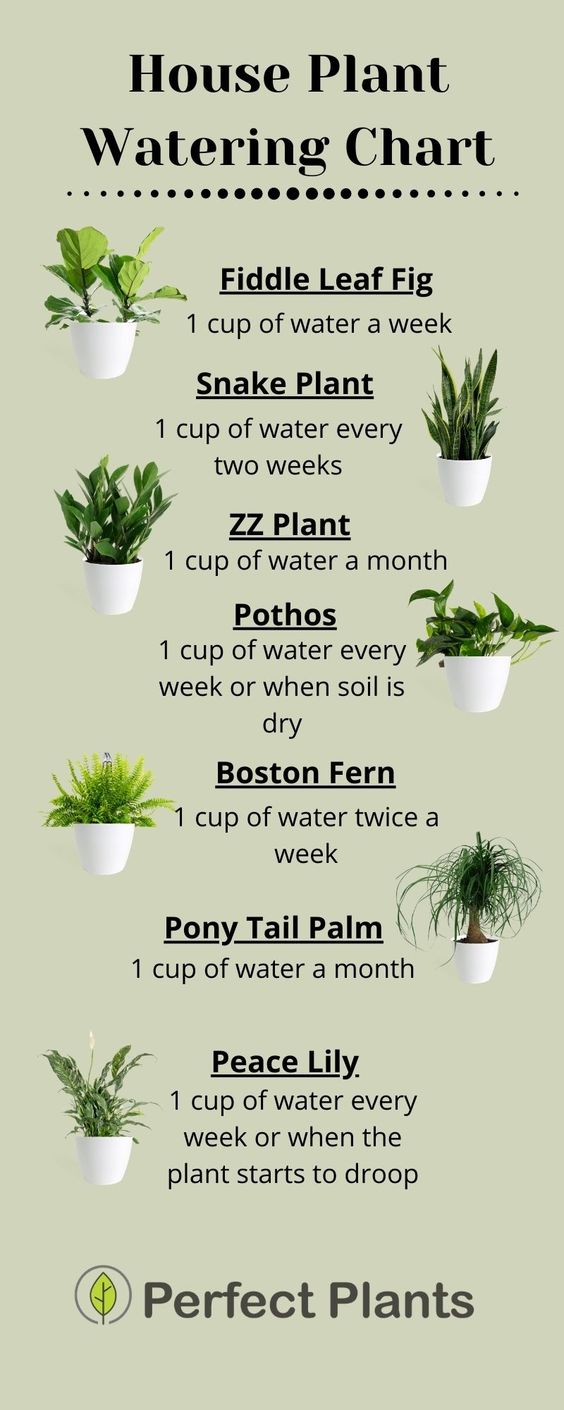 House Plant
Watering Chart
Fiddle Leaf Fig
1 cup of water a week
Snake Plant
1 cup of water every
two weeks
ZZ Plant
1 cup of water a month
Pothos
1 cup of water every
week or when soil is
dry
Boston Fern
1 cup of water twice a
week
Pony Tail Palm
1 cup of water a month
Peace Lily
1 cup of water every
week or when the
plant starts to droop
Perfect Plants